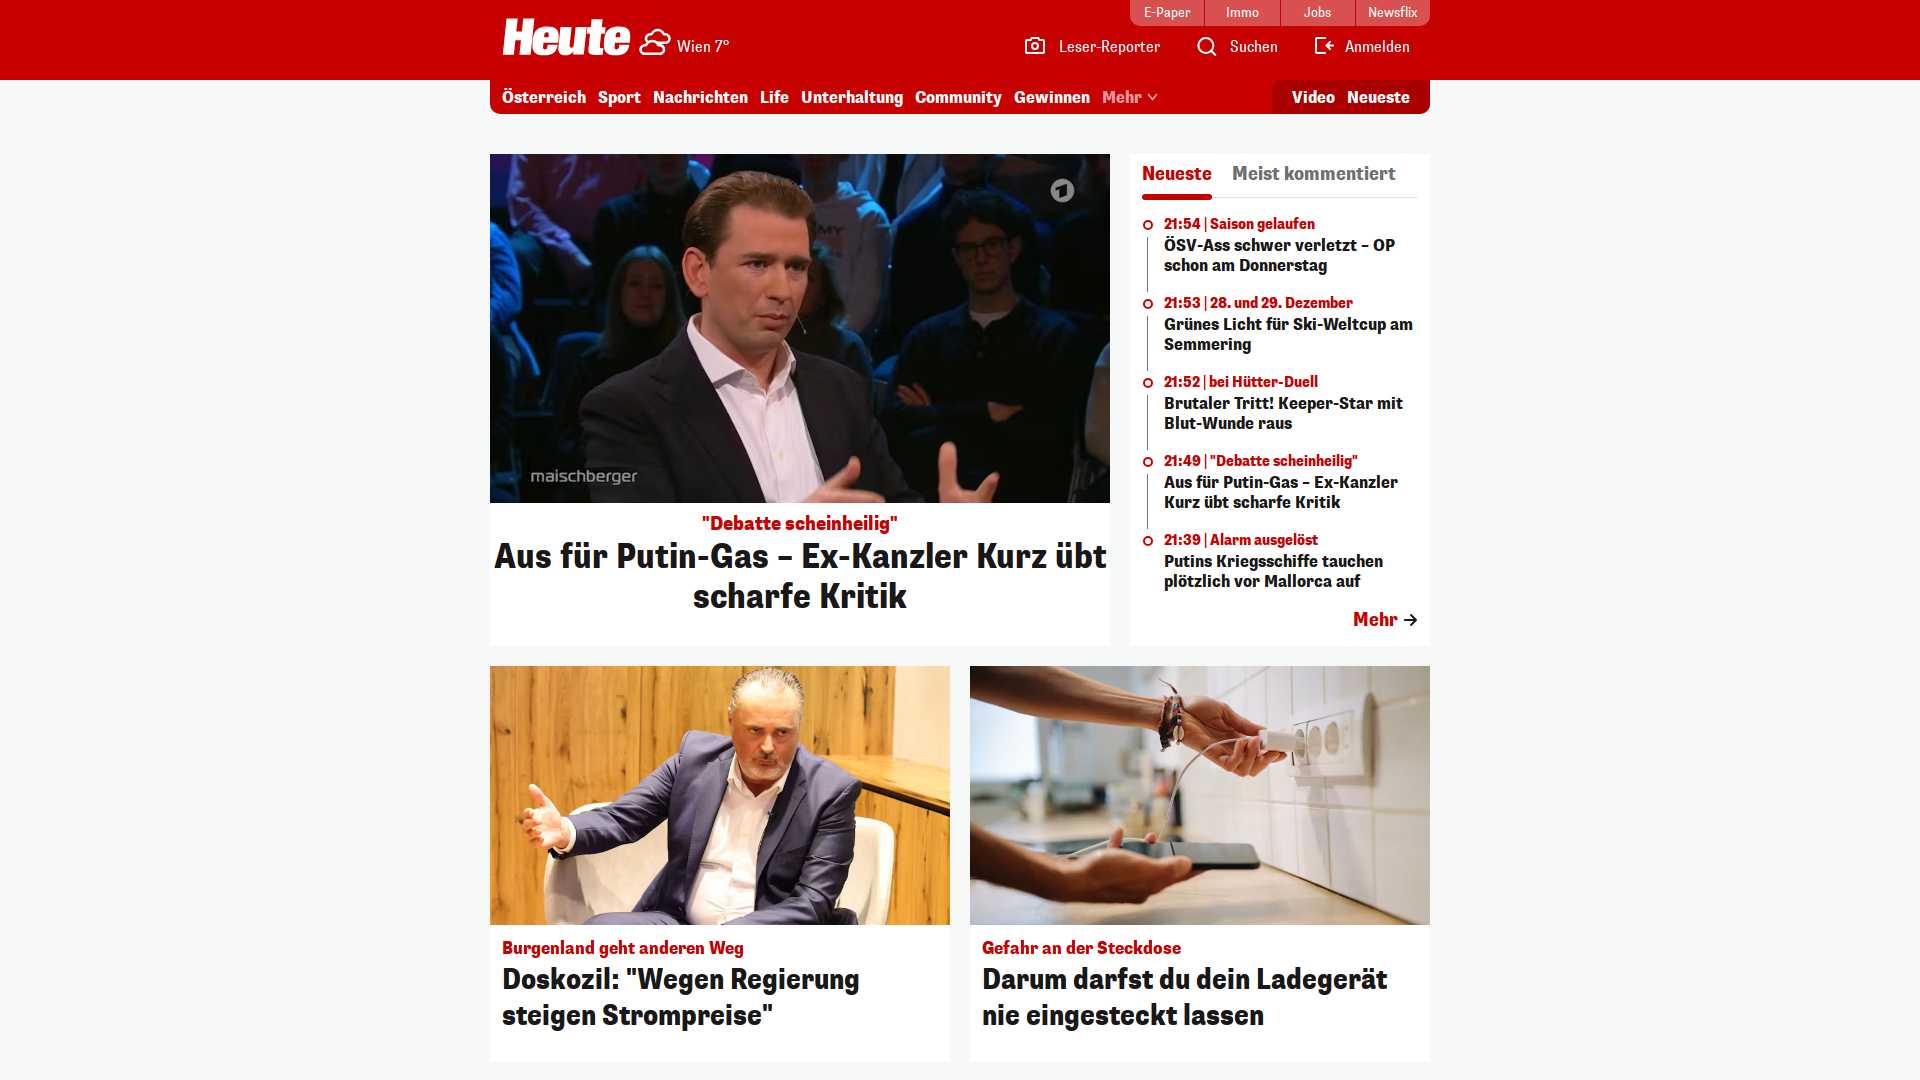 E-Paper
Immo
Jobs
Newsflix
Heute
Wien 7°
Leser-Reporter
Suchen
Anmelden
Österreich
Sport
Nachrichten
Life
Unterhaltung
Community
Gewinnen
Mehr
Video
Neueste
maischberger
"Debatte scheinheilig"
Aus für Putin-Gas – Ex-Kanzler Kurz übt
scharfe Kritik
Neueste
Meist kommentiert
21:54 | Saison gelaufen
ÖSV-Ass schwer verletzt – OP
schon am Donnerstag
21:53 | 28. und 29. Dezember
Grünes Licht für Ski-Weltcup am
Semmering
21:52 | bei Hütter-Duell
Brutaler Tritt! Keeper-Star mit
Blut-Wunde raus
21:49 | "Debatte scheinheilig"
Aus für Putin-Gas – Ex-Kanzler
Kurz übt scharfe Kritik
21:39 | Alarm ausgelöst
Putins Kriegsschiffe tauchen
plötzlich vor Mallorca auf
Mehr
Burgenland geht anderen Weg
Doskozil: "Wegen Regierung
steigen Strompreise"
Gefahr an der Steckdose
Darum darfst du dein Ladegerät
nie eingesteckt lassen